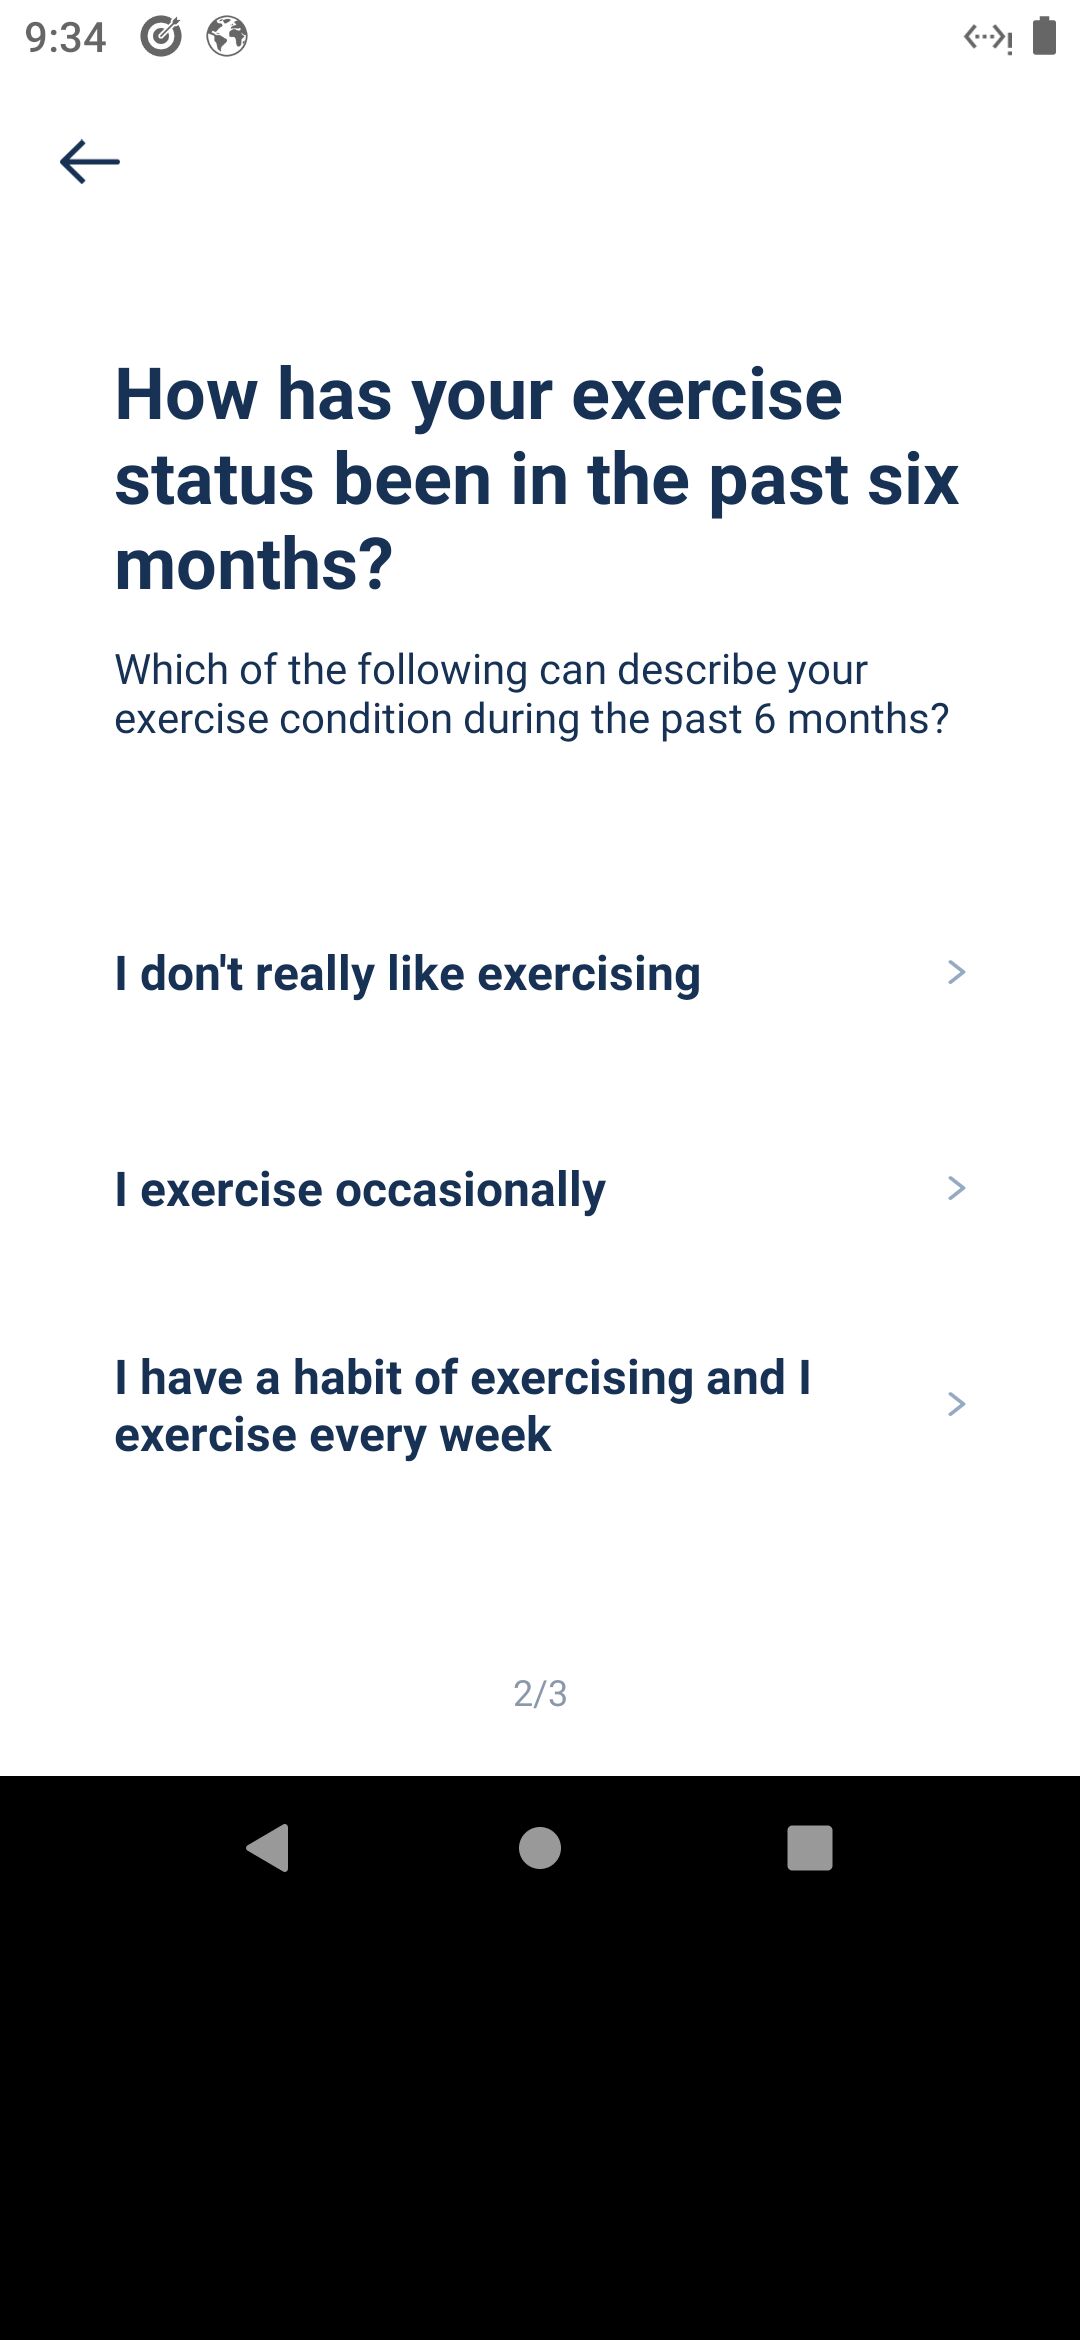 9:34
How has your exercise
status been in the past six
months?
Which of the following can describe your
exercise condition during the past 6 months?
I don't really like exercising
I exercise occasionally
I have a habit of exercising and I
exercise every week
2/3